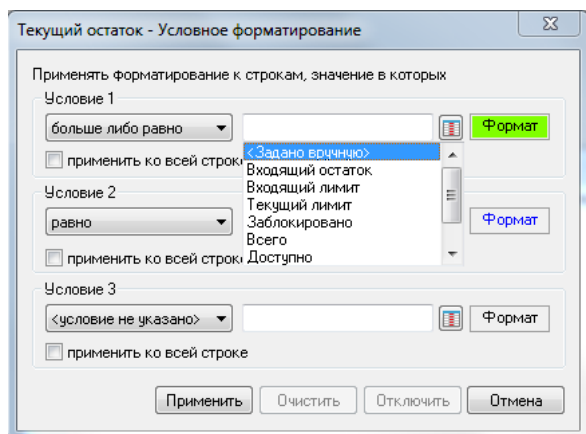 Текущий остаток - Условное форматирование
Применять форматирование к строкам, значение в которых
Условие 1
больше либо равно
Формат
применить ко всей строк
<Задано вручную>
Входящий остаток
Входящий лимит
Текущий лимит
Заблокировано
Всего
Доступно
Условие 2
равно
Формат
применить ко всей строк
Условие 3
<условие не указано>
Формат
применить ко всей строке
Применить
Очистить
Отключить
Отмена